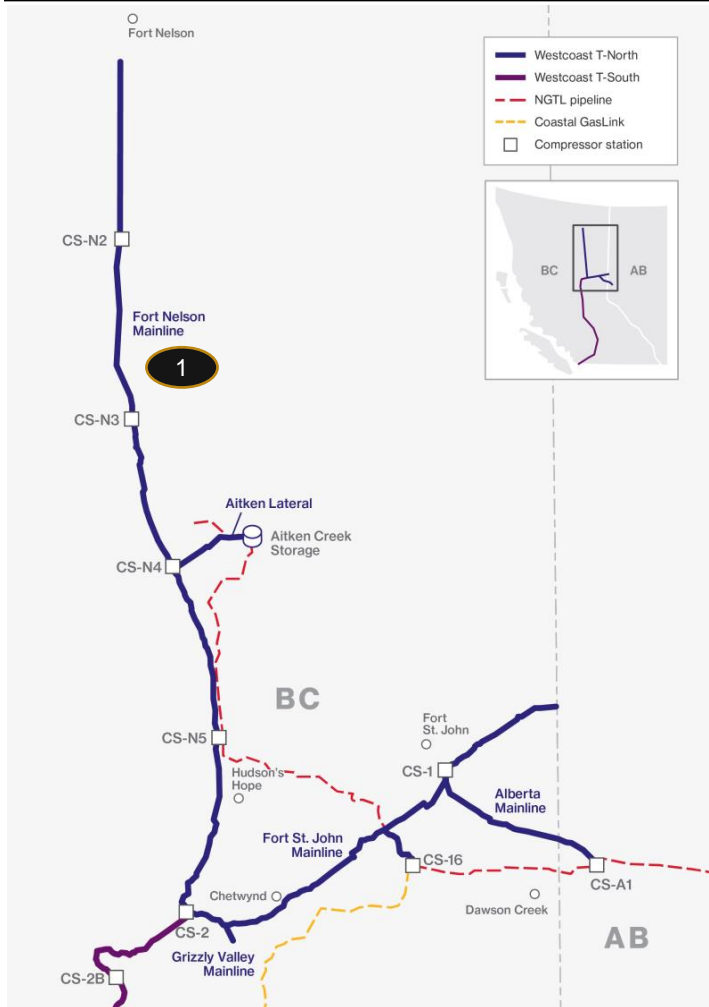 Fort Nelson
Westcoast T-North
Westcoast T-South
NGTL pipeline
Coastal GasLink
Compressor station
BC
AB
CS-N2
Fort Nelson
Mainline
1
CS-N3
Aitken Lateral
Aitken Creek
Storage
CS-N4
BC
CS-N5
Fort
St. John
CS-1
Hudson's
Hope
Alberta
Mainline
Fort St. John
Mainline
CS-16
CS-A1
Chetwynd
Dawson Creek
CS-2
AB
Grizzly Valley
Mainline
CS-2B